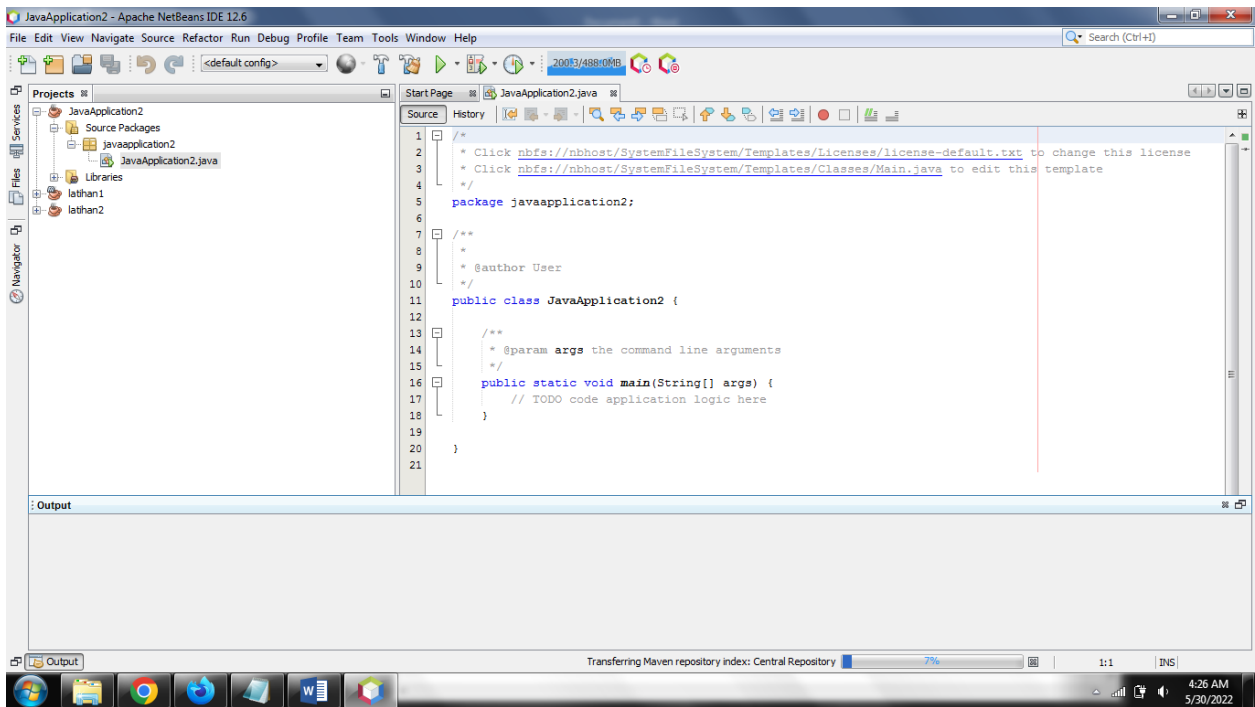 JavaApplication2 - Apache NetBeans IDE 12.6
File Edit View Navigate Source Refactor Run Debug Profile Team Tools Window Help
Search (Ctrl+I)
<default config>
200.3/488.0MB
Projects
Start Page
JavaApplication2.java
Services
Files
Navigator
JavaApplication2
Source Packages
javaapplication2
JavaApplication2.java
Libraries
latihan1
latihan2
Source History
1 /*
2 * Click nbfs://nbhost/SystemFileSystem/Templates/Licenses/license-default.txt to change this license
3 * Click nbfs://nbhost/SystemFileSystem/Templates/Classes/Main.java to edit this template
4 */
5 package javaapplication2;
6
7 /**
8 *
9 * @author User
10 */
11 public class JavaApplication2 {
12
13 /**
14 * @param args the command line arguments
15 */
16 public static void main(String[] args) {
17 // TODO code application logic here
18 }
19
20 }
21
Output
Output
Transferring Maven repository index: Central Repository
7%
1:1
INS
4:26 AM
5/30/2022